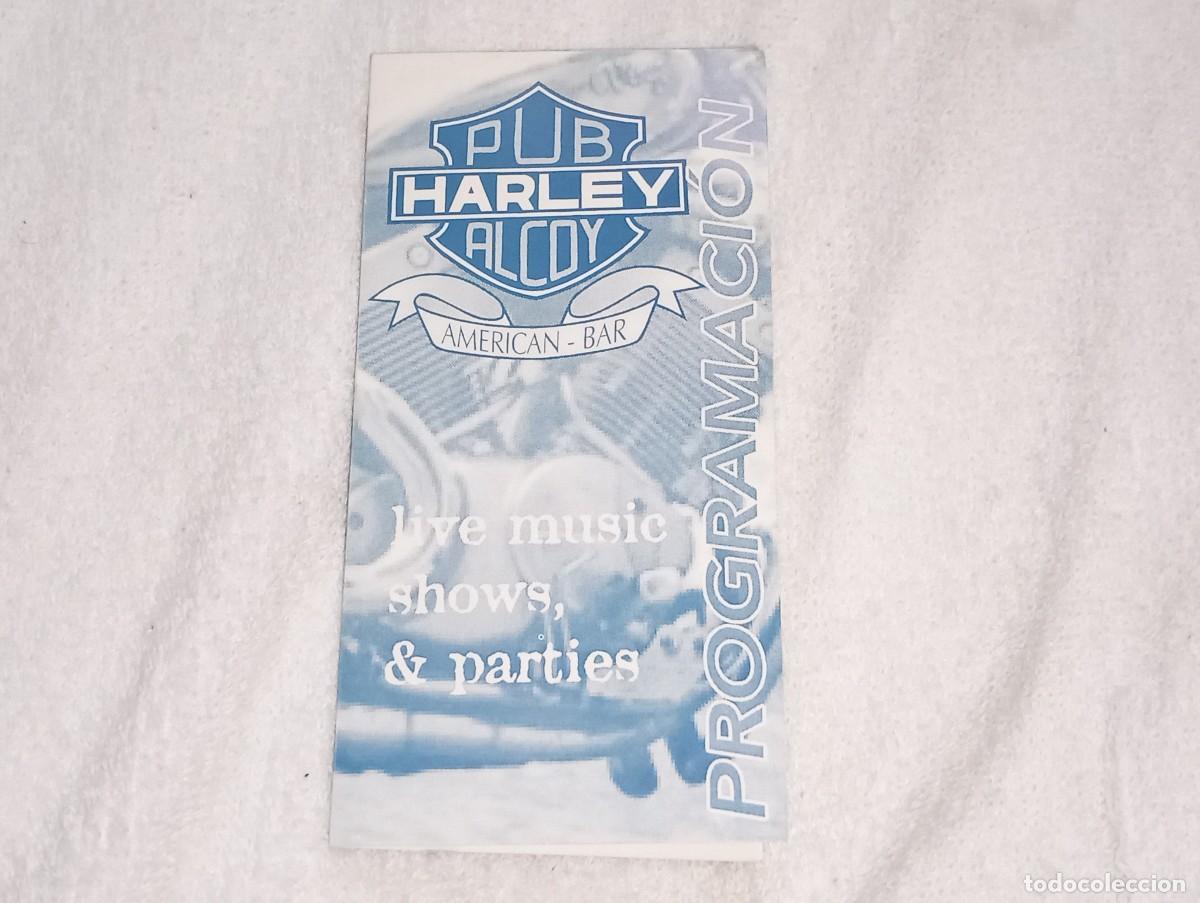 PUB
HARLEY
ALCOY
AMERICAN - BAR
live music
shows,
& parties
PROGRAMACIÓN
todocoleccion